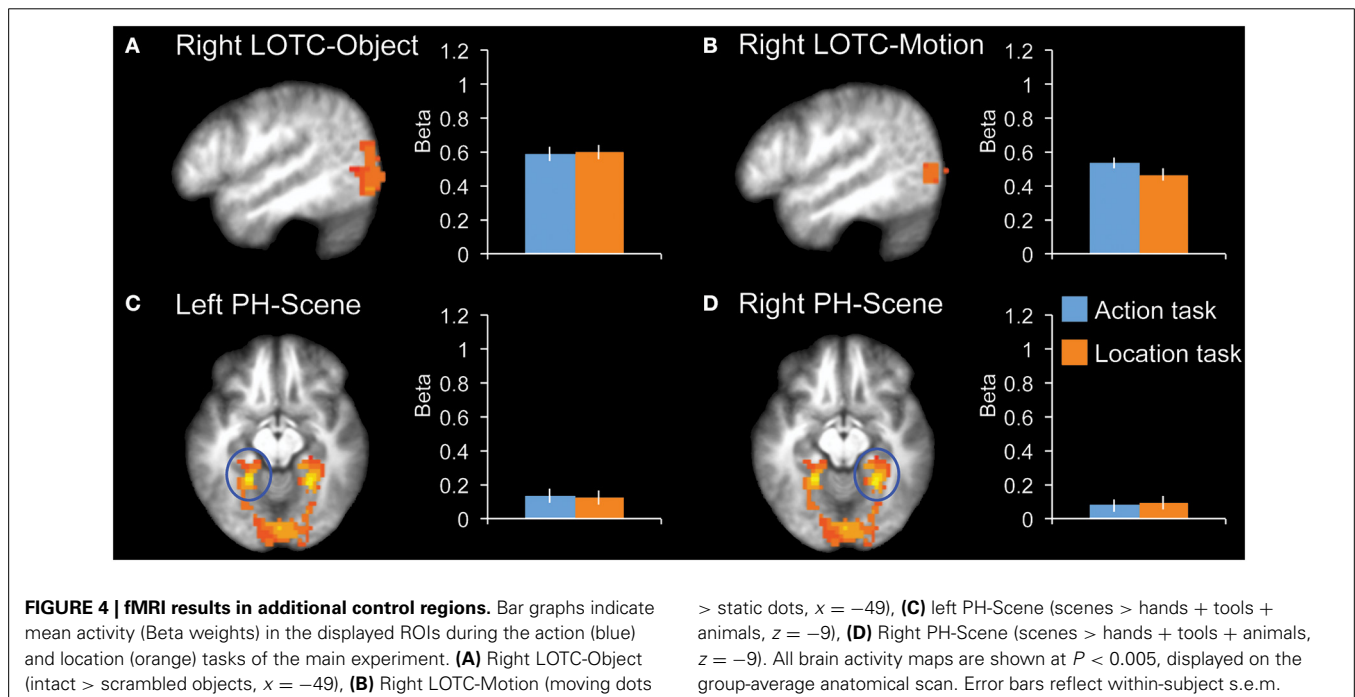 A Right LOTC-Object
1.2
1
0.8
0.6
0.4
0.2
0
Beta
B Right LOTC-Motion
1.2
1
0.8
0.6
0.4
0.2
0
Beta
C Left PH-Scene
1.2
1
0.8
0.6
0.4
0.2
0
Beta
D Right PH-Scene
1.2
1
0.8
0.6
0.4
0.2
0
Beta
Action task
Location task
FIGURE 4 | fMRI results in additional control regions. Bar graphs indicate
mean activity (Beta weights) in the displayed ROIs during the action (blue)
and location (orange) tasks of the main experiment. (A) Right LOTC-Object
(intact > scrambled objects, x = −49), (B) Right LOTC-Motion (moving dots
> static dots, x = −49), (C) left PH-Scene (scenes > hands + tools +
animals, z = −9), (D) Right PH-Scene (scenes > hands + tools + animals,
z = −9). All brain activity maps are shown at P < 0.005, displayed on the
group-average anatomical scan. Error bars reflect within-subject s.e.m.